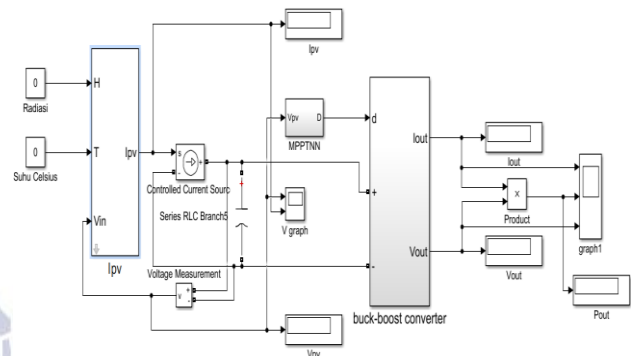 Ipv
0
H
Radiasi
0
T
Suhu Celsius
Ipv
Vin
Ipv
s
+
-
Controlled Current Sourc
Series RLC Branch5
+
Voltage Measurement
v
+
-
Vpv
D
MPPTNN
V graph
Vpv
d
+
-
Iout
Vout
buck-boost converter
Iout
×
Product
graph1
Vout
Pout